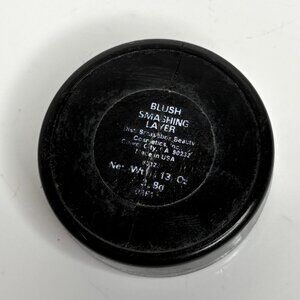 BLUSH
SMASHING
LAYER
Dist. Smashbox Beauty
Cosmetics, Inc.
Culver City, CA 90232
Made in USA
Net Wt. .13 Oz
3.8g